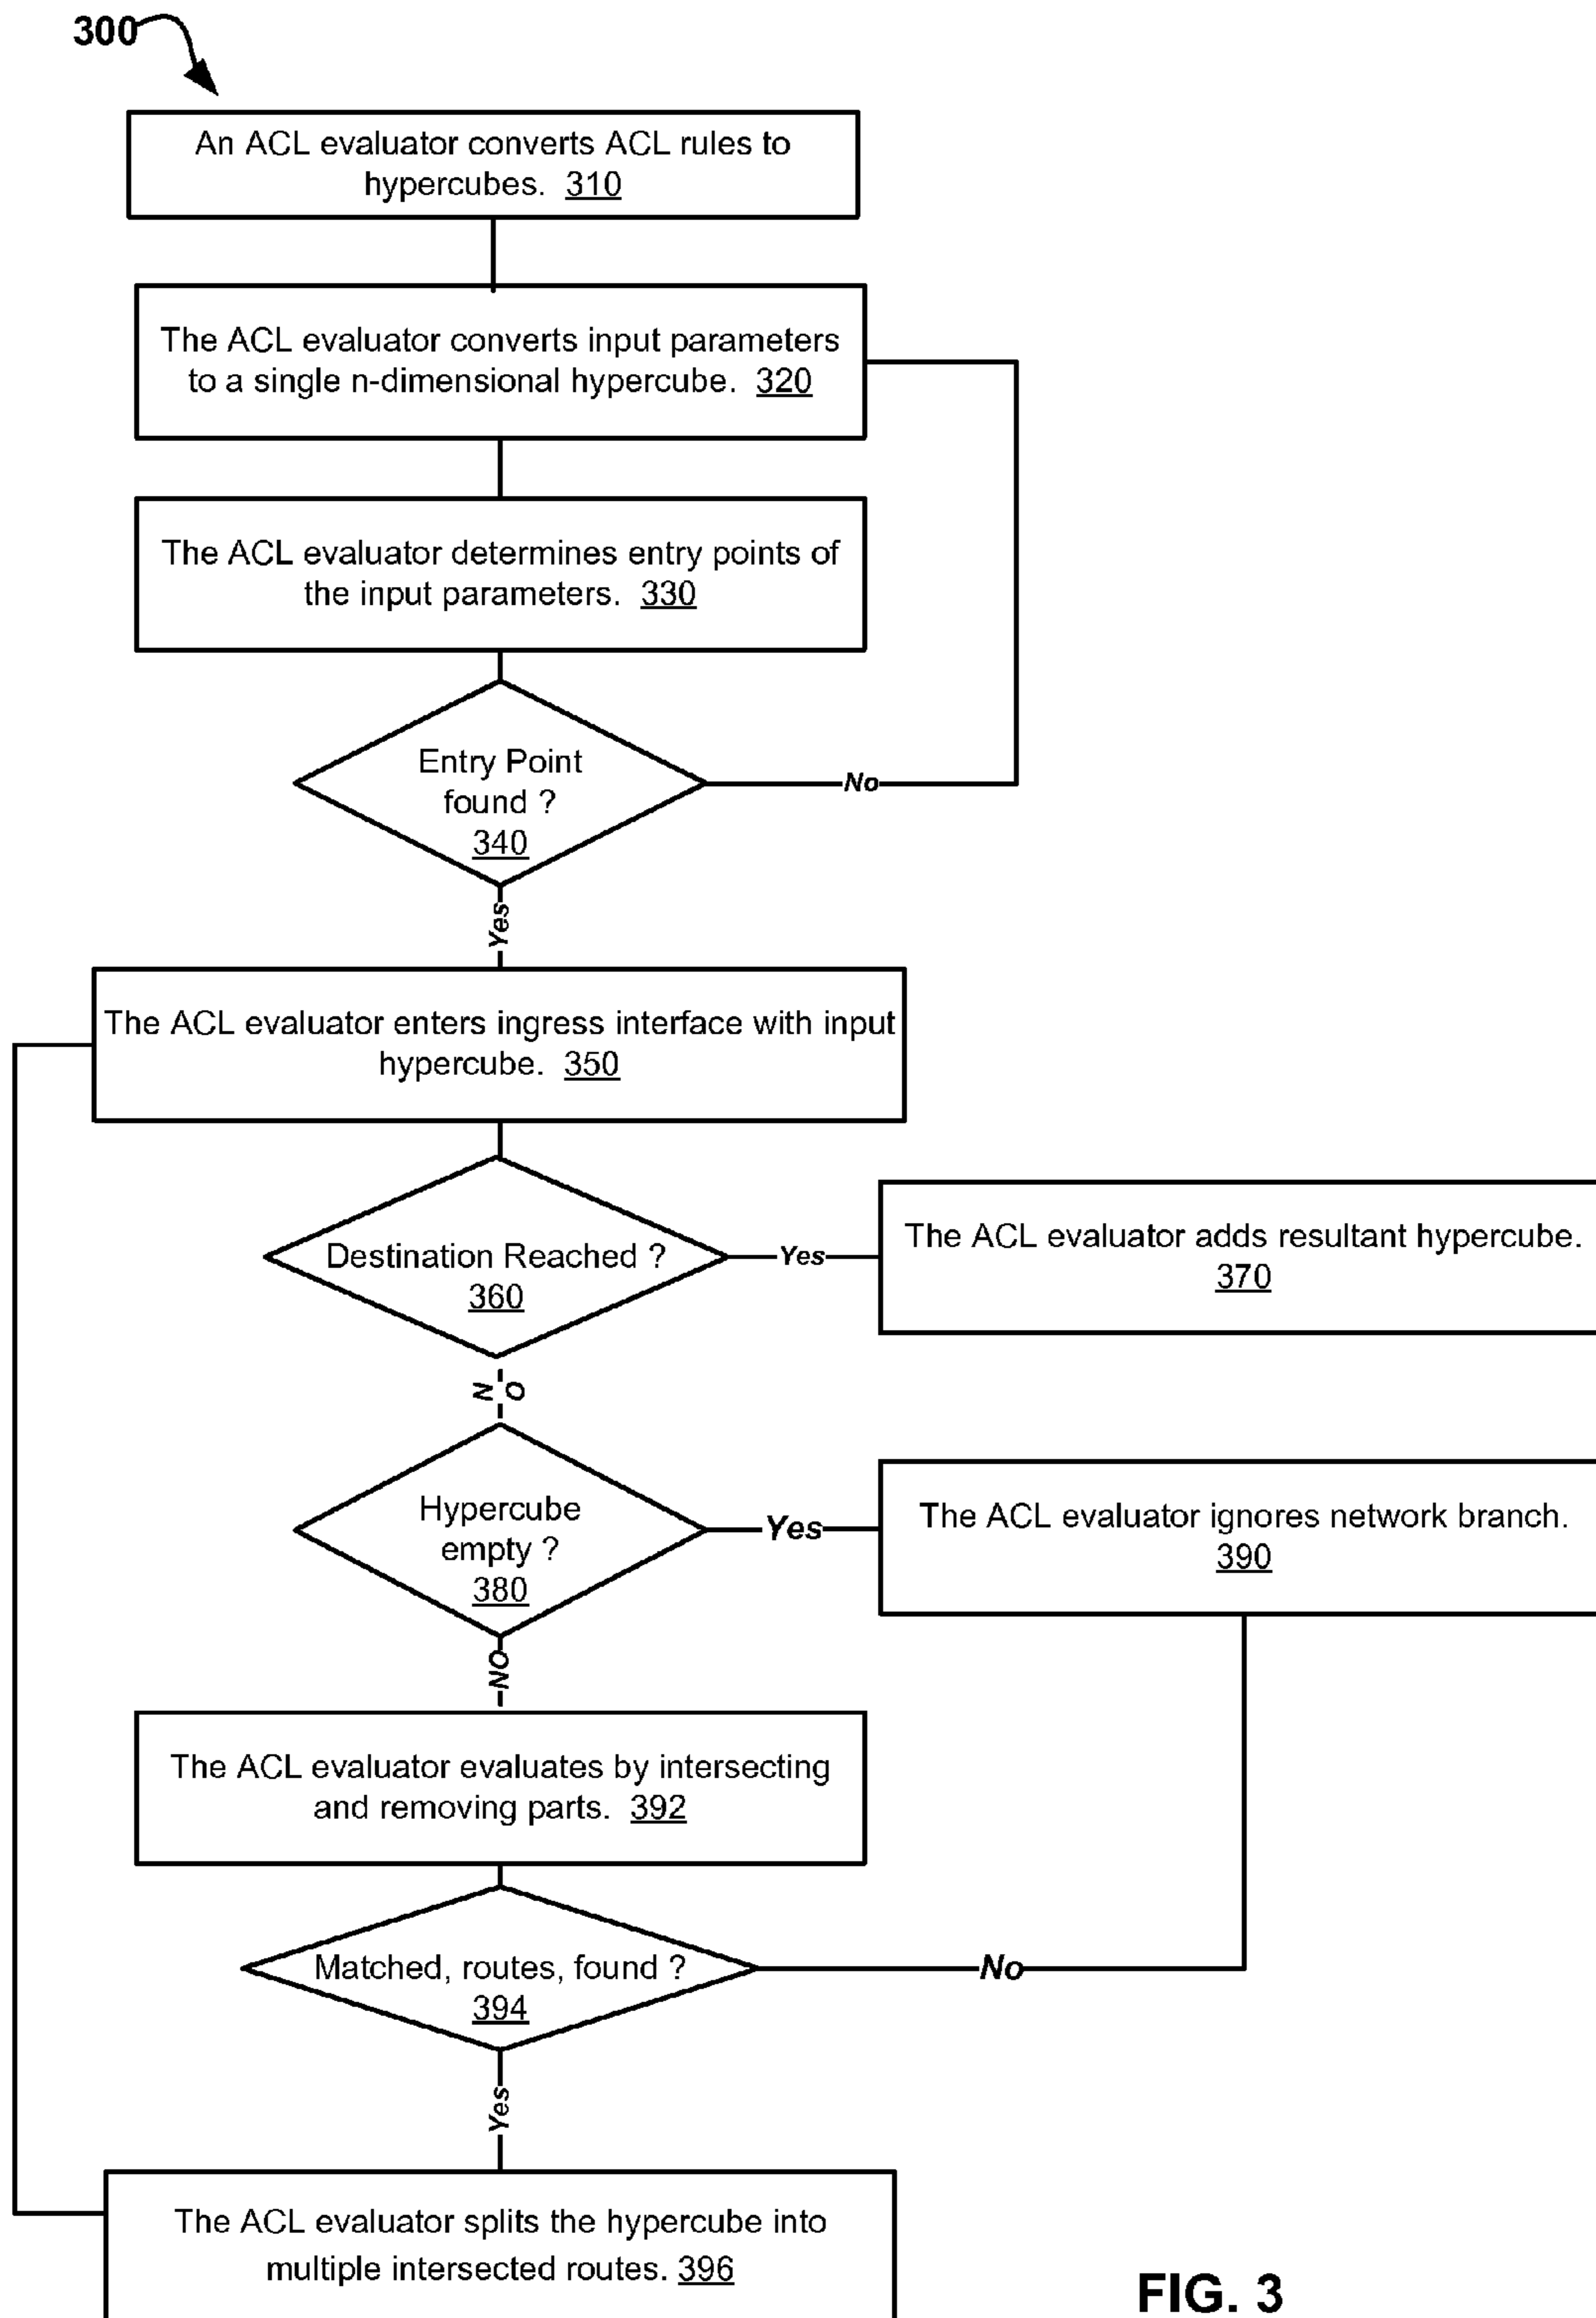 300
An ACL evaluator converts ACL rules to
hypercubes. 310
The ACL evaluator converts input parameters
to a single n-dimensional hypercube. 320
The ACL evaluator determines entry points of
the input parameters. 330
Entry Point
found ?
340
No
Yes
The ACL evaluator enters ingress interface with input
hypercube. 350
Destination Reached ?
360
Yes
The ACL evaluator adds resultant hypercube.
370
NO
Hypercube
empty ?
380
Yes
The ACL evaluator ignores network branch.
390
NO
The ACL evaluator evaluates by intersecting
and removing parts. 392
Matched, routes, found ?
394
No
Yes
The ACL evaluator splits the hypercube into
multiple intersected routes. 396
FIG. 3